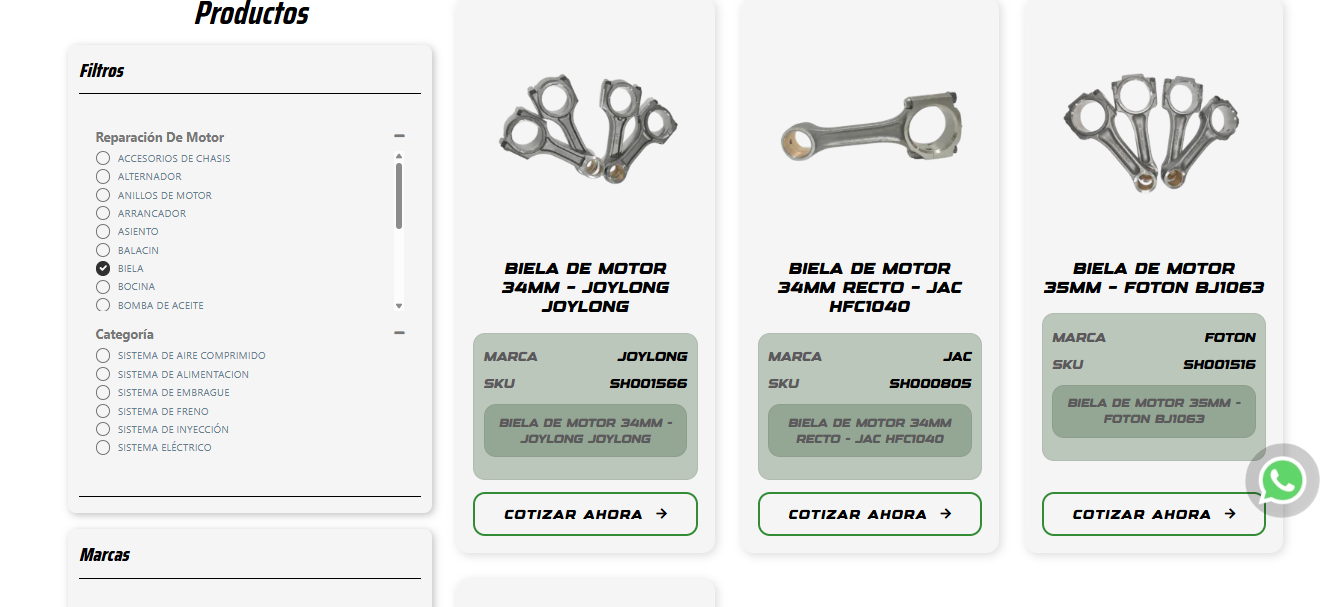 Productos
Filtros
Reparación De Motor
ACCESORIOS DE CHASIS
ALTERNADOR
ANILLOS DE MOTOR
ARRANCADOR
ASIENTO
BALACIN
BIELA
BOCINA
BOMBA DE ACEITE
Categoría
SISTEMA DE AIRE COMPRIMIDO
SISTEMA DE ALIMENTACION
SISTEMA DE EMBRAGUE
SISTEMA DE FRENO
SISTEMA DE INYECCIÓN
SISTEMA ELÉCTRICO
Marcas
BIELA DE MOTOR
34MM - JOYLONG
JOYLONG
MARCA JOYLONG
SKU SH001566
BIELA DE MOTOR 34MM -
JOYLONG JOYLONG
COTIZAR AHORA →
BIELA DE MOTOR
34MM RECTO - JAC
HFC1040
MARCA JAC
SKU SH000805
BIELA DE MOTOR 34MM
RECTO - JAC HFC1040
COTIZAR AHORA →
BIELA DE MOTOR
35MM - FOTON BJ1063
MARCA FOTON
SKU SH001516
BIELA DE MOTOR 35MM -
FOTON BJ1063
COTIZAR AHORA →